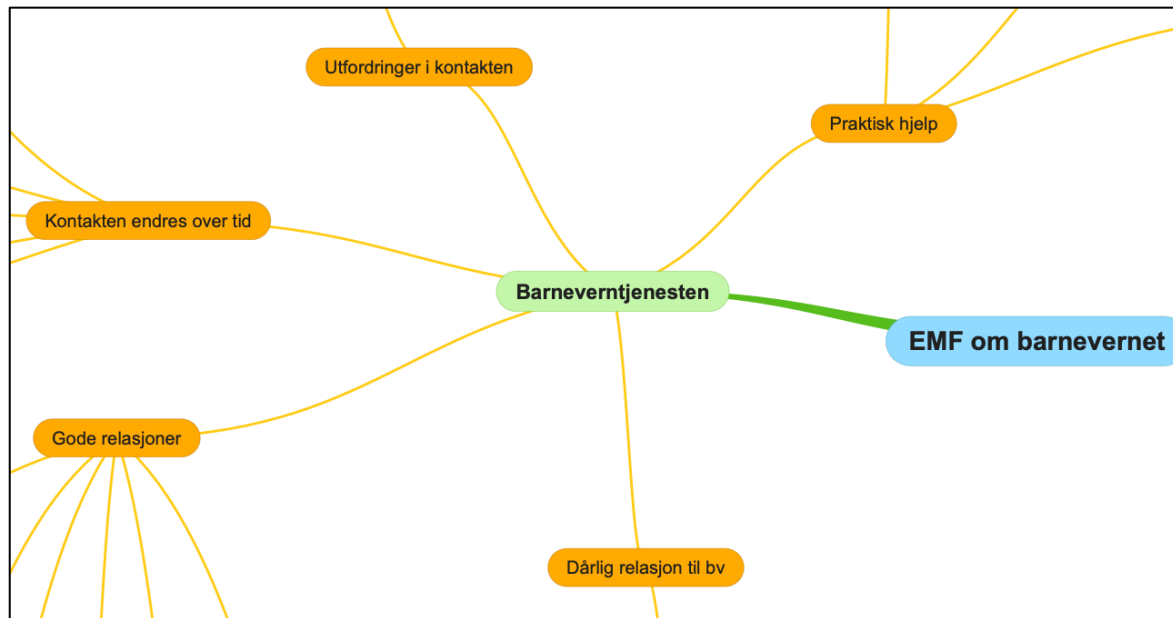 Utfordringer i kontakten
Praktisk hjelp
Kontakten endres over tid
Barneverntjenesten
EMF om barnevernet
Gode relasjoner
Dårlig relasjon til bv